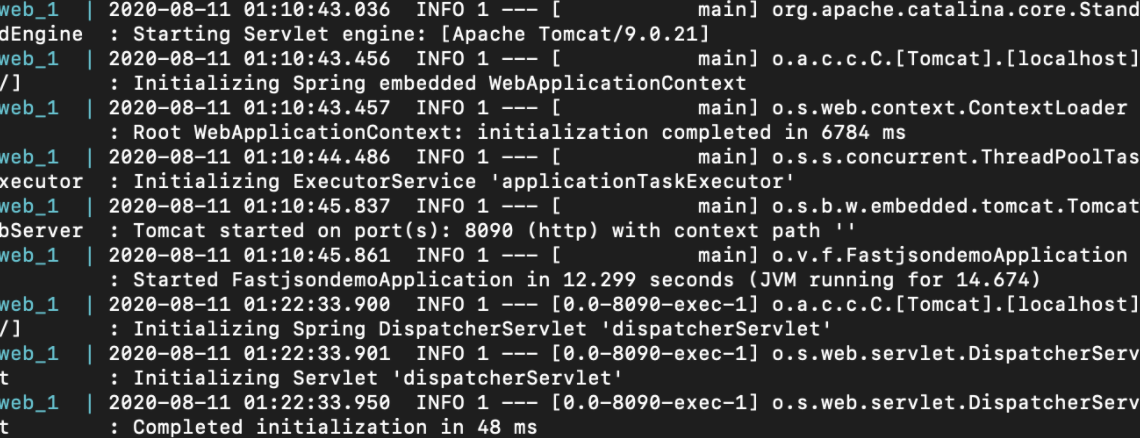 web_1  | 2020-08-11 01:10:43.036  INFO 1 --- [           main] org.apache.catalina.core.Stand
dEngine  : Starting Servlet engine: [Apache Tomcat/9.0.21]
web_1  | 2020-08-11 01:10:43.456  INFO 1 --- [           main] o.a.c.c.C.[Tomcat].[localhost]
/]       : Initializing Spring embedded WebApplicationContext
web_1  | 2020-08-11 01:10:43.457  INFO 1 --- [           main] o.s.web.context.ContextLoader
         : Root WebApplicationContext: initialization completed in 6784 ms
web_1  | 2020-08-11 01:10:44.486  INFO 1 --- [           main] o.s.s.concurrent.ThreadPoolTas
xecutor  : Initializing ExecutorService 'applicationTaskExecutor'
web_1  | 2020-08-11 01:10:45.837  INFO 1 --- [           main] o.s.b.w.embedded.tomcat.Tomcat
bServer  : Tomcat started on port(s): 8090 (http) with context path ''
web_1  | 2020-08-11 01:10:45.861  INFO 1 --- [           main] o.v.f.FastjsondemoApplication
         : Started FastjsondemoApplication in 12.299 seconds (JVM running for 14.674)
web_1  | 2020-08-11 01:22:33.900  INFO 1 --- [0.0-8090-exec-1] o.a.c.c.C.[Tomcat].[localhost]
/]       : Initializing Spring DispatcherServlet 'dispatcherServlet'
web_1  | 2020-08-11 01:22:33.901  INFO 1 --- [0.0-8090-exec-1] o.s.web.servlet.DispatcherServ
t        : Initializing Servlet 'dispatcherServlet'
web_1  | 2020-08-11 01:22:33.950  INFO 1 --- [0.0-8090-exec-1] o.s.web.servlet.DispatcherServ
t        : Completed initialization in 48 ms